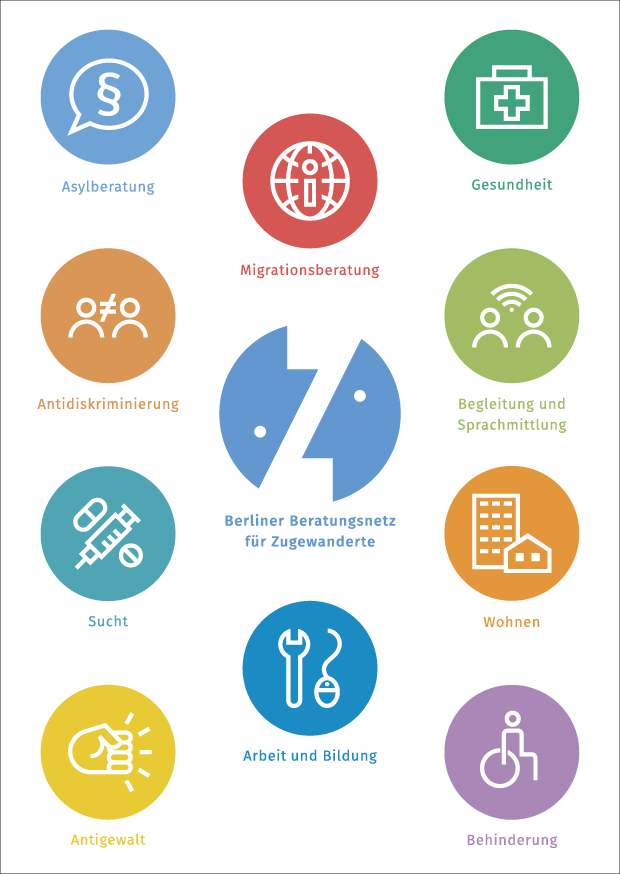 §
Asylberatung
Gesundheit
Migrationsberatung
Antidiskriminierung
Begleitung und
Sprachmittlung
Berliner Beratungsnetz
für Zugewanderte
Sucht
Wohnen
Arbeit und Bildung
Antigewalt
Behinderung